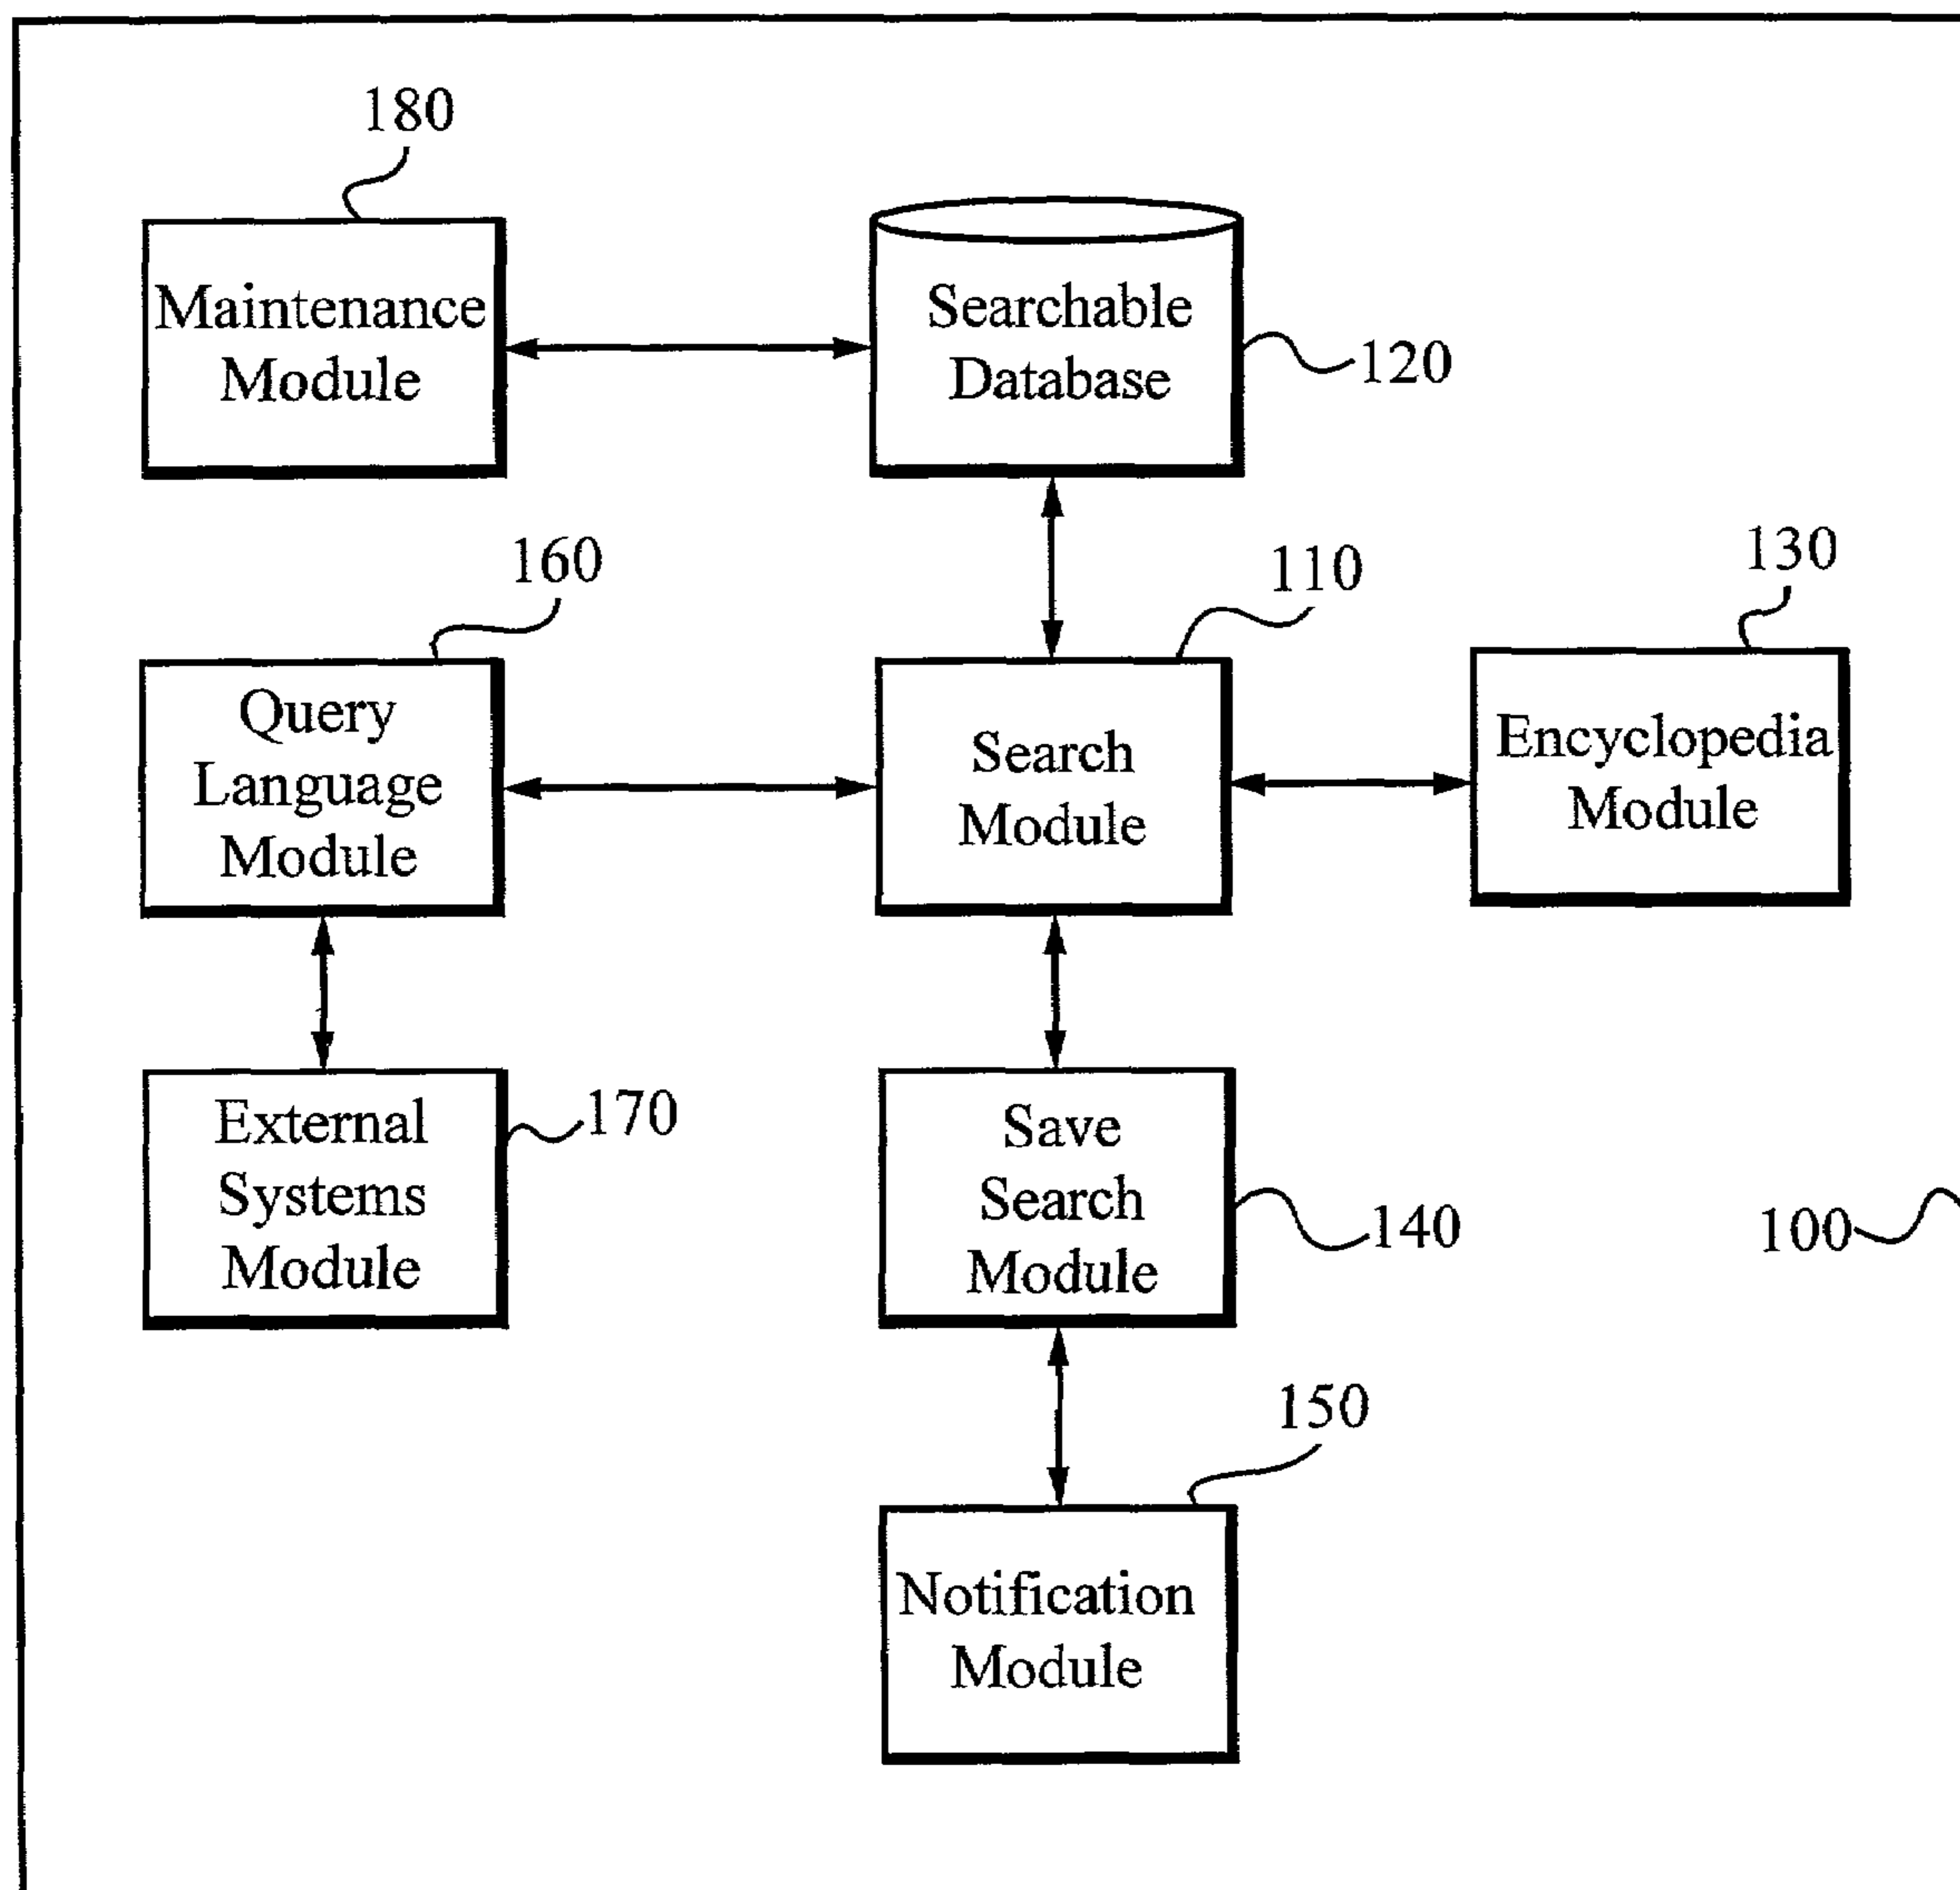 180
Maintenance
Module
Searchable
Database
120
160
110
130
Query
Language
Module
Search
Module
Encyclopedia
Module
External
Systems
Module
170
Save
Search
Module
140
100
150
Notification
Module